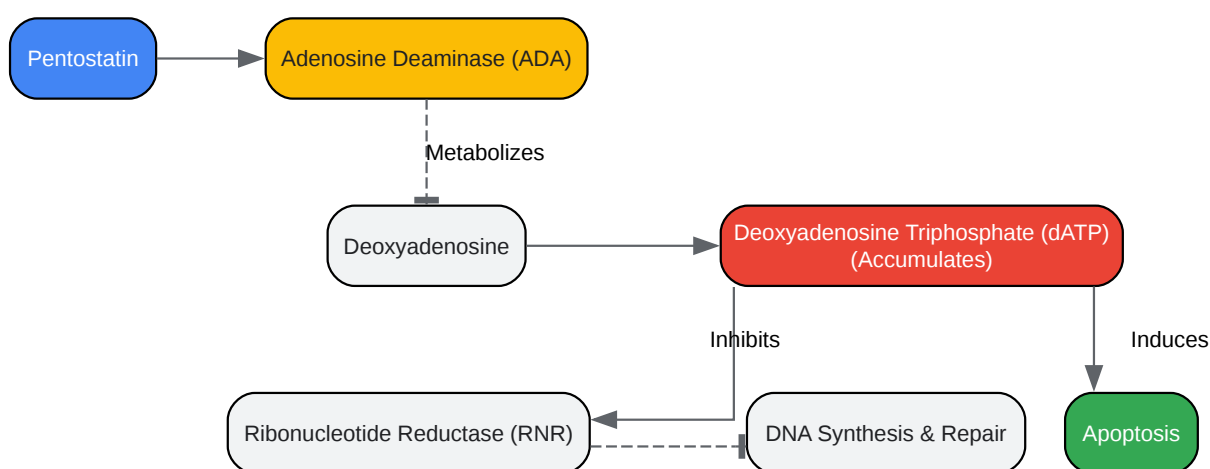 Pentostatin
Adenosine Deaminase (ADA)
Metabolizes
Deoxyadenosine
Deoxyadenosine Triphosphate (dATP)
(Accumulates)
Inhibits
Induces
Ribonucleotide Reductase (RNR)
DNA Synthesis & Repair
Apoptosis